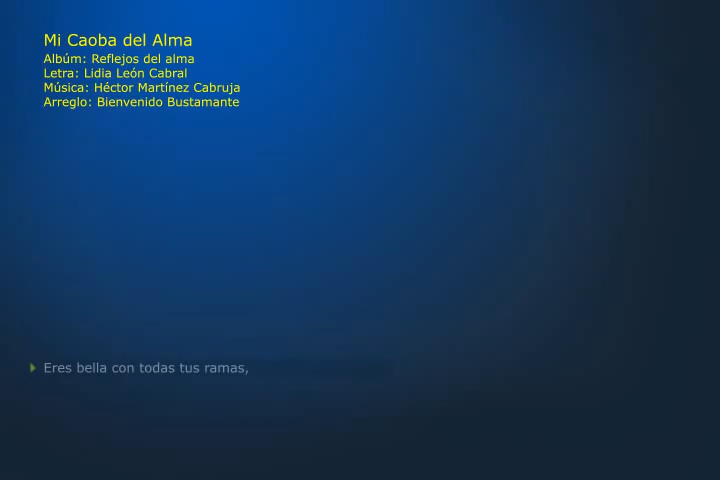 Mi Caoba del Alma
Albúm: Reflejos del alma
Letra: Lidia León Cabral
Música: Héctor Martínez Cabruja
Arreglo: Bienvenido Bustamante
Eres bella con todas tus ramas,